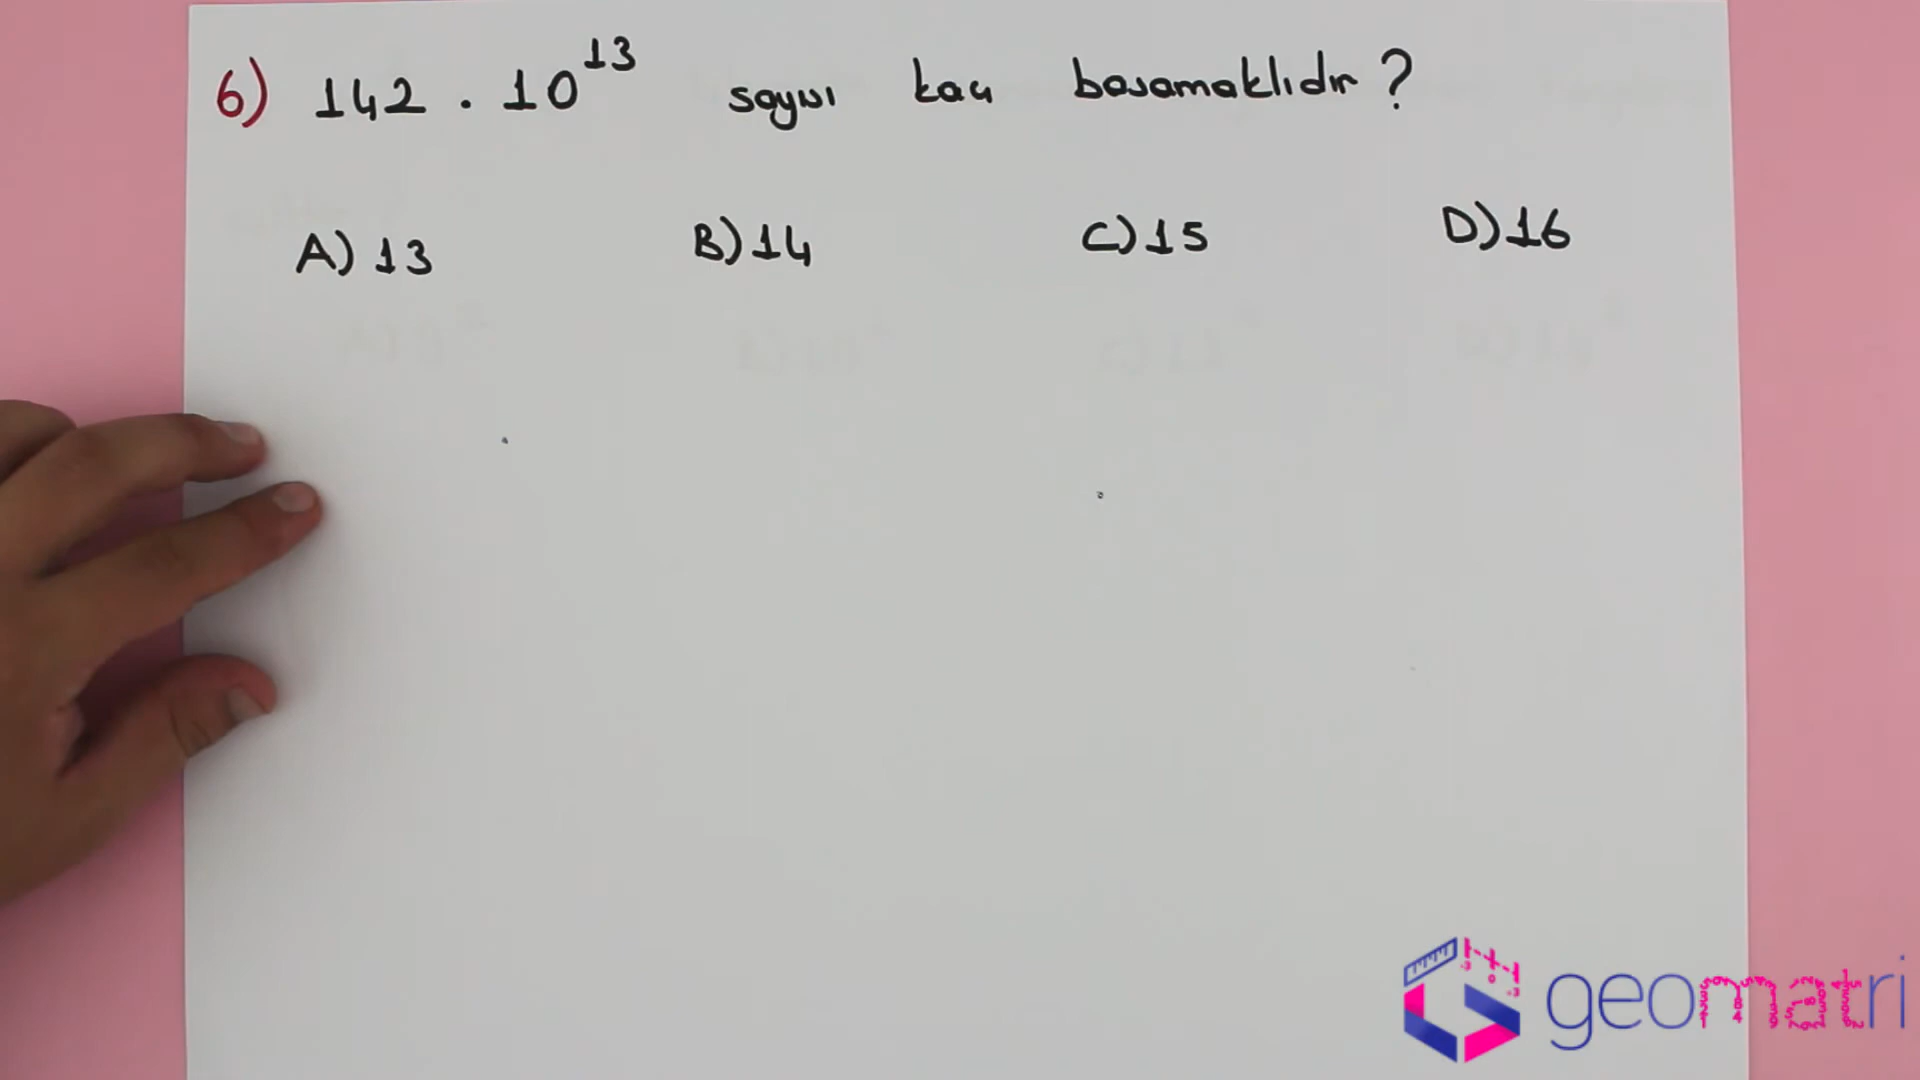 6) 142 . 10^13 sayısı kaç basamaklıdır?
A) 13 B) 14 C) 15 D) 16
geomatri